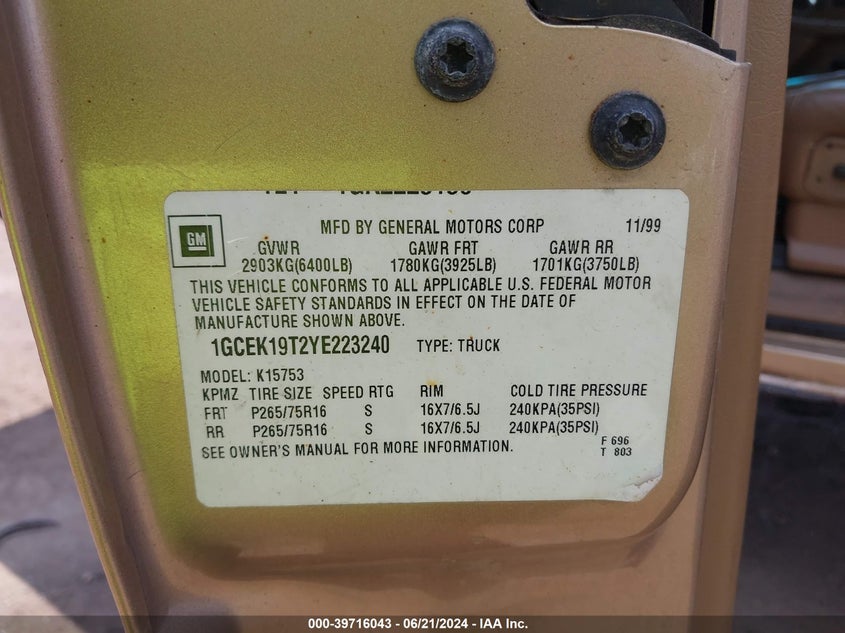 MFD BY GENERAL MOTORS CORP 11/99
GM
GVWR GAWR FRT GAWR RR
2903KG(6400LB) 1780KG(3925LB) 1701KG(3750LB)
THIS VEHICLE CONFORMS TO ALL APPLICABLE U.S. FEDERAL MOTOR
VEHICLE SAFETY STANDARDS IN EFFECT ON THE DATE OF
MANUFACTURE SHOWN ABOVE.
1GCEK19T2YE223240 TYPE: TRUCK
MODEL: K15753
KPMZ TIRE SIZE SPEED RTG RIM COLD TIRE PRESSURE
FRT P265/75R16 S 16X7/6.5J 240KPA(35PSI)
RR P265/75R16 S 16X7/6.5J 240KPA(35PSI)
SEE OWNER'S MANUAL FOR MORE INFORMATION.
F 696
T 803
000-39716043 - 06/21/2024 - IAA Inc.